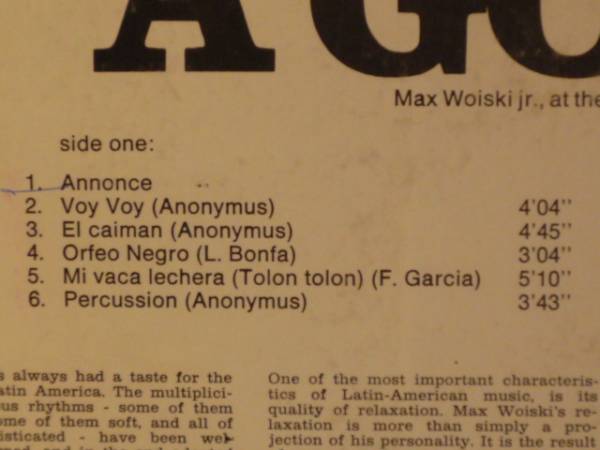 A GO
Max Woiski jr., at the
side one:
1. Annonce
2. Voy Voy (Anonymus) 4'04''
3. El caiman (Anonymus) 4'45''
4. Orfeo Negro (L. Bonfa) 3'04''
5. Mi vaca lechera (Tolon tolon) (F. Garcia) 5'10''
6. Percussion (Anonymus) 3'43''
s always had a taste for the
atin America. The multiplici-
us rhythms - some of them
ome of them soft, and all of
isticated - have been wel-
One of the most important characteris-
tics of Latin-American music, is its
quality of relaxation. Max Woiski's re-
laxation is more than simply a pro-
jection of his personality. It is the result